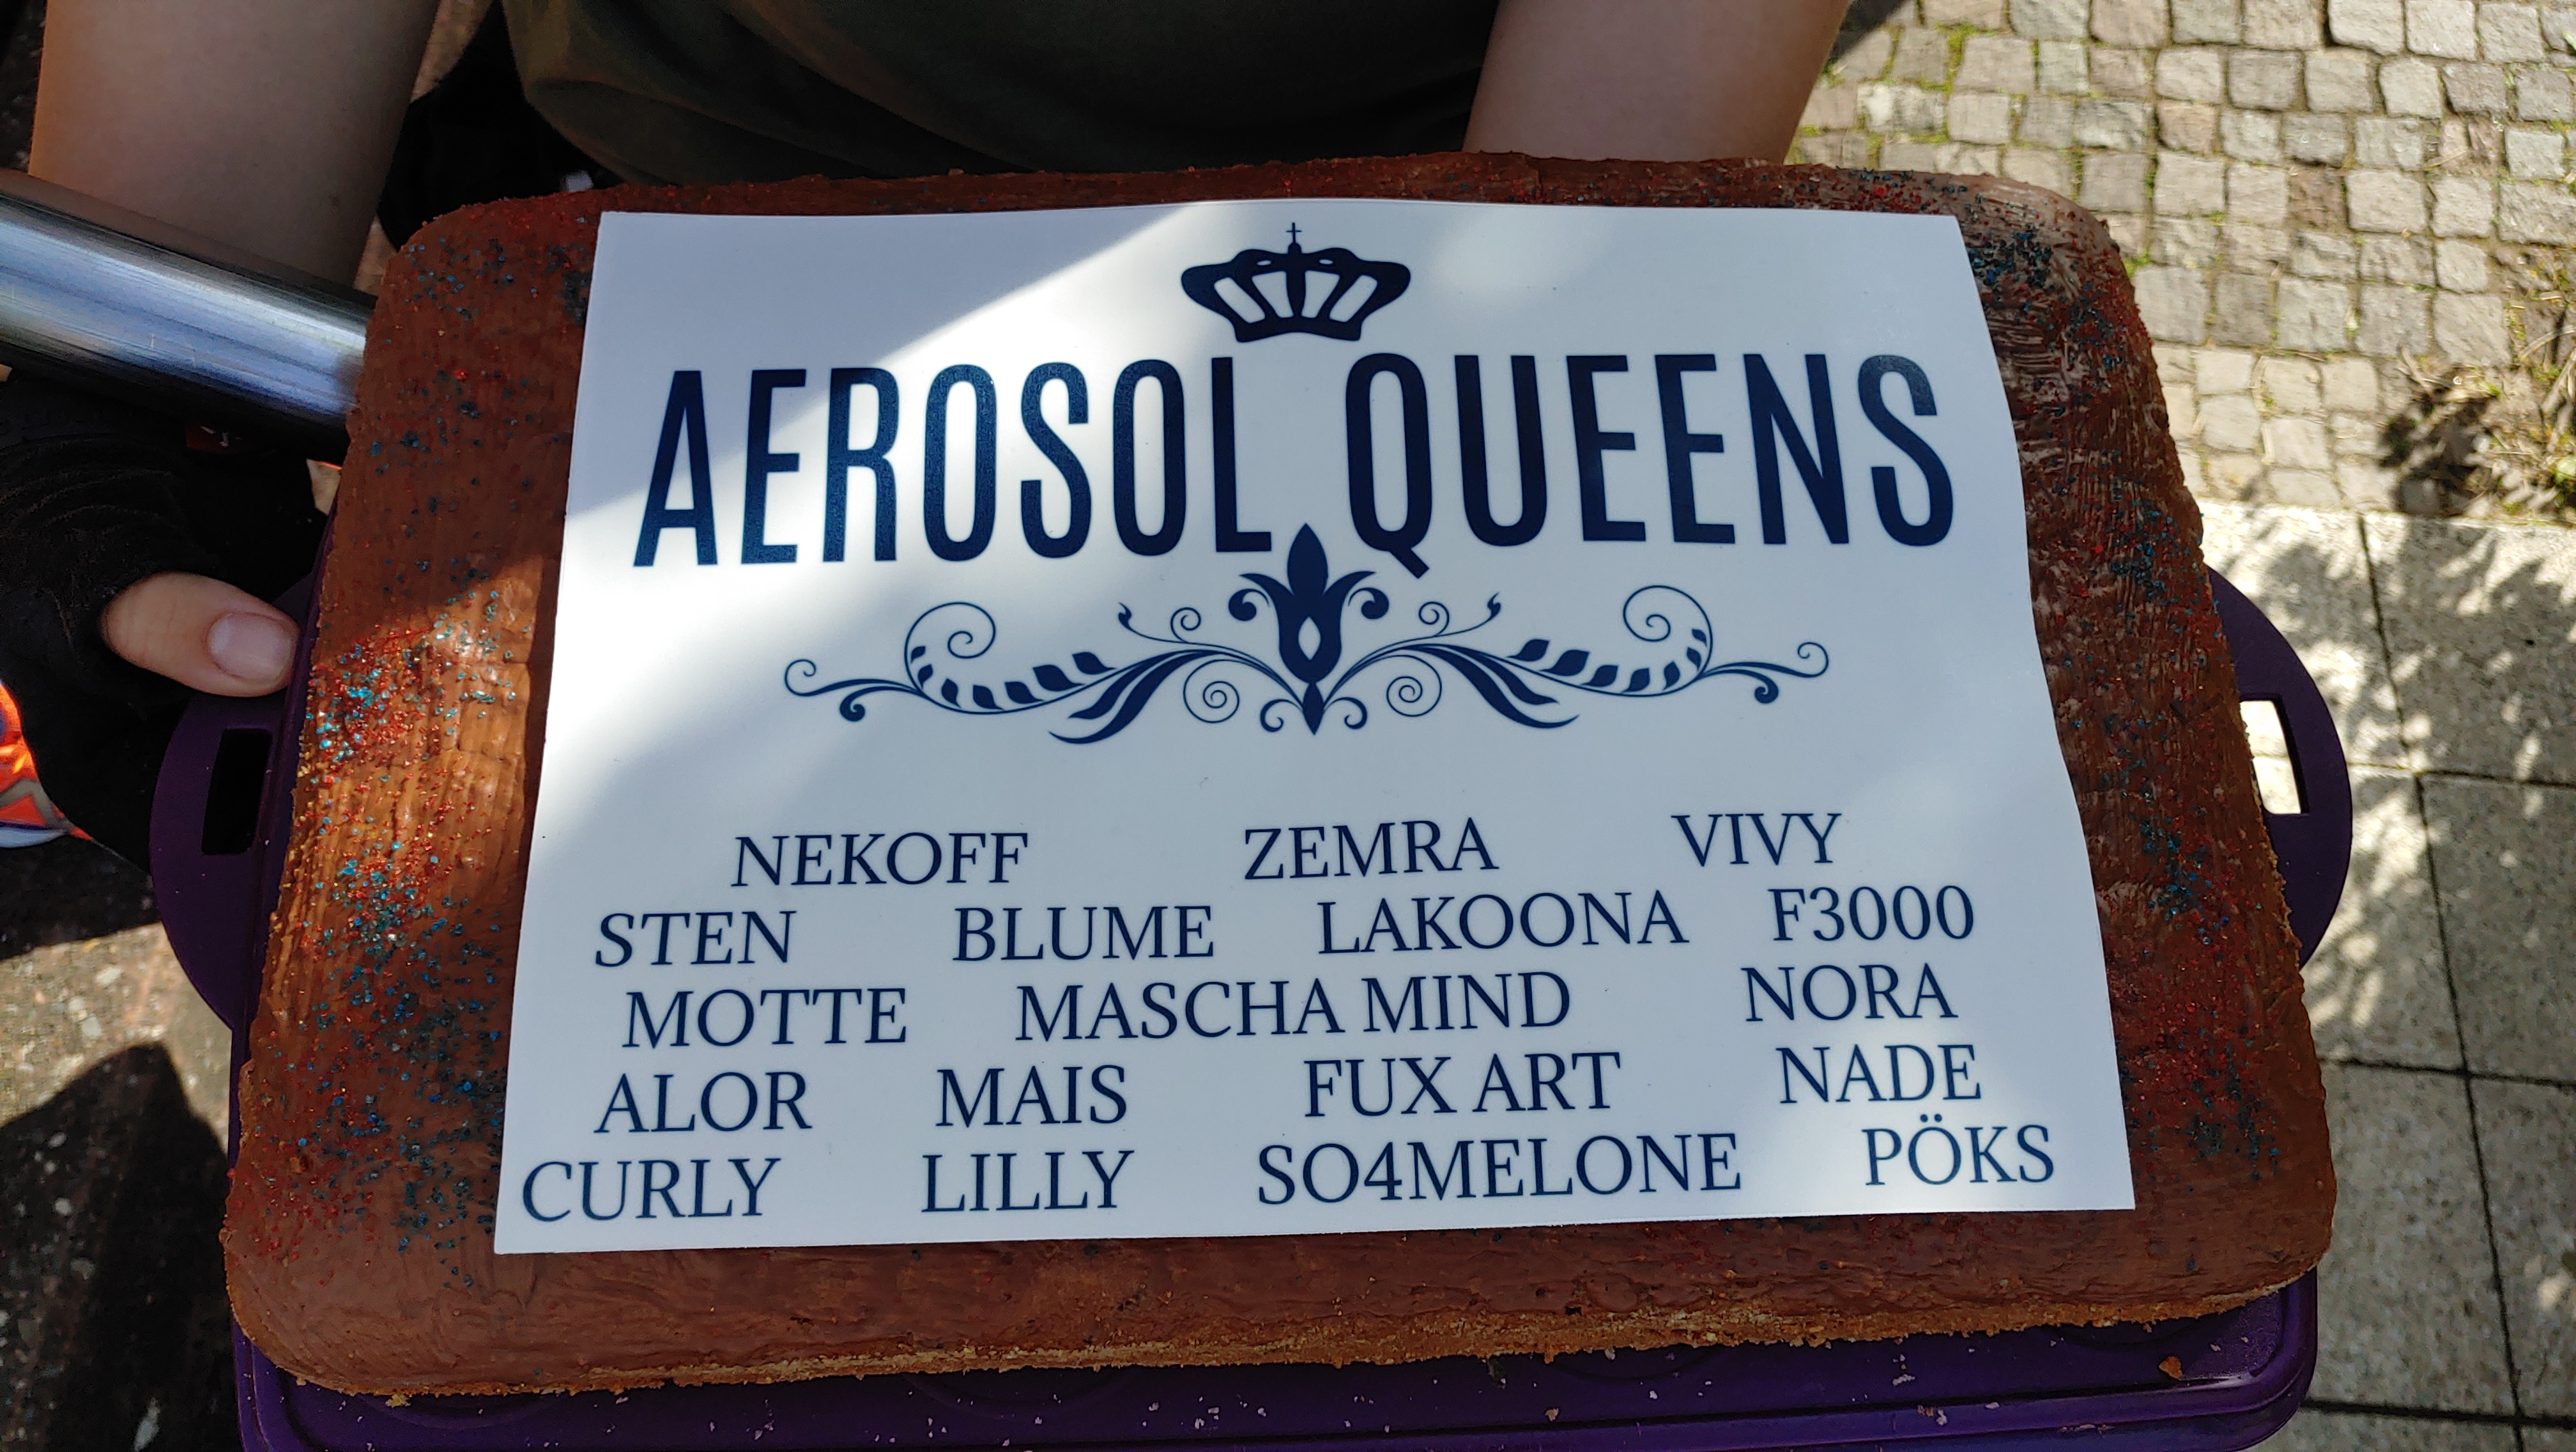 AEROSOL QUEENS
NEKOFF ZEMRA VIVY
STEN BLUME LAKOONA F3000
MOTTE MASCHA MIND NORA
ALOR MAIS FUX ART NADE
CURLY LILLY SO4MELONE PÖKS